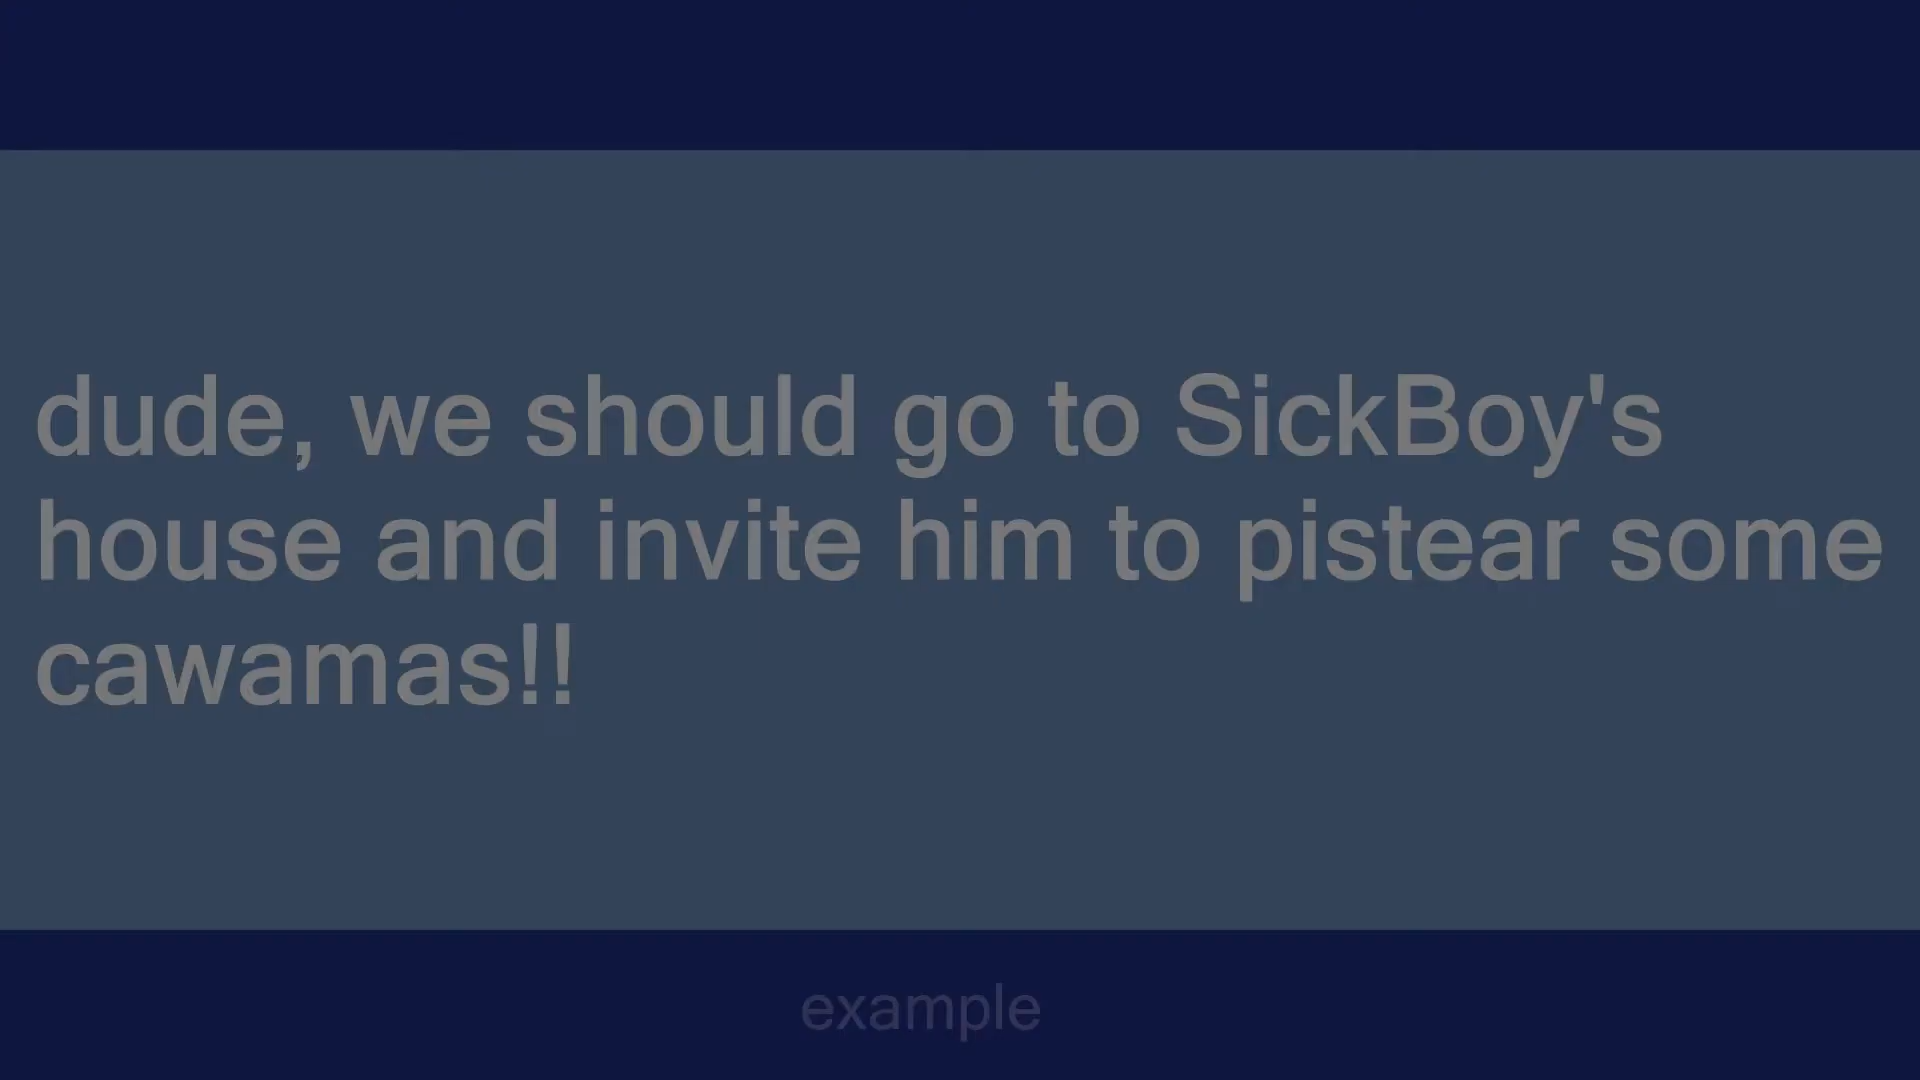 dude, we should go to SickBoy's
house and invite him to pistear some
cawamas!!
example